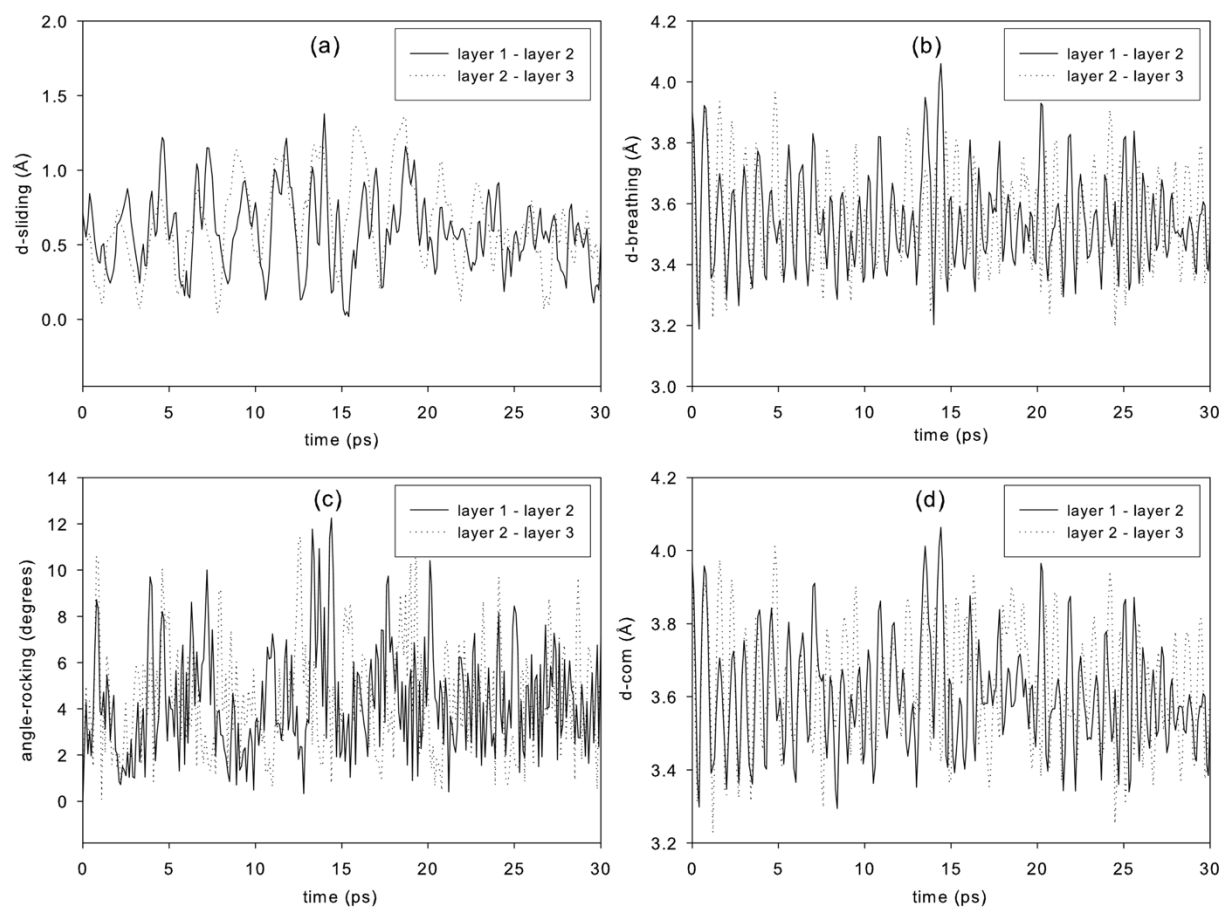 (a)
layer 1 - layer 2
layer 2 - layer 3
d-sliding (Å)
2.0
1.5
1.0
0.5
0.0
0 5 10 15 20 25 30
time (ps)
(b)
layer 1 - layer 2
layer 2 - layer 3
d-breathing (Å)
4.2
4.0
3.8
3.6
3.4
3.2
3.0
0 5 10 15 20 25 30
time (ps)
(c)
layer 1 - layer 2
layer 2 - layer 3
angle-rocking (degrees)
14
12
10
8
6
4
2
0
0 5 10 15 20 25 30
time (ps)
(d)
layer 1 - layer 2
layer 2 - layer 3
d-com (Å)
4.2
4.0
3.8
3.6
3.4
3.2
0 5 10 15 20 25 30
time (ps)